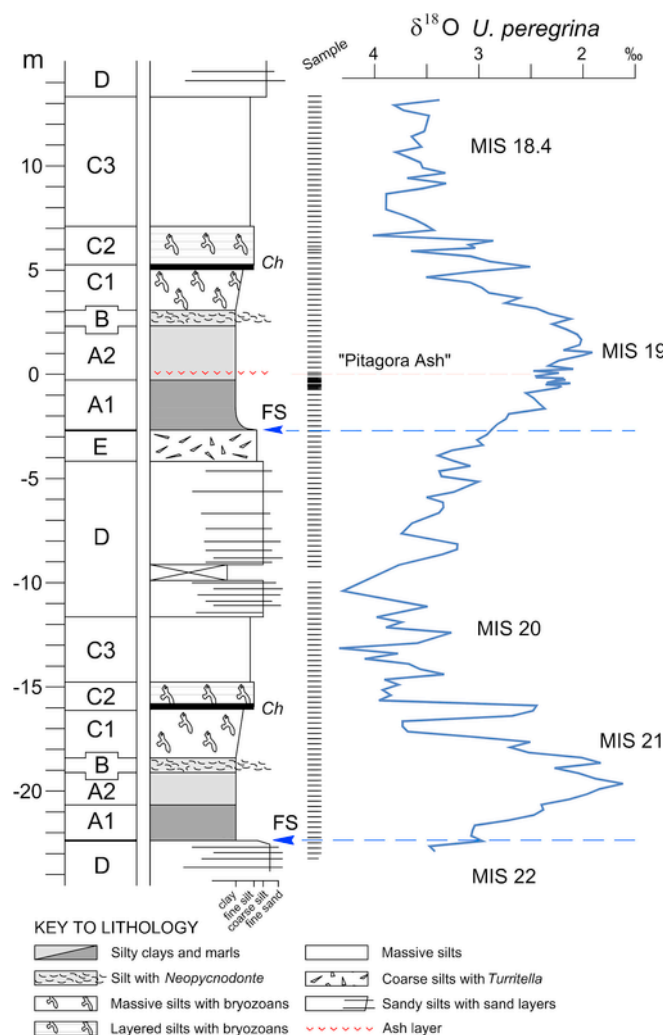 δ18O U. peregrina
m
Sample
4
3
2
‰
D
MIS 18.4
10
C3
C2
Ch
5
C1
B
MIS 19
A2
"Pitagora Ash"
0
A1
FS
E
-5
D
-10
MIS 20
C3
-15
C2
Ch
C1
MIS 21
B
-20
A2
A1
FS
D
MIS 22
clay
fine silt
coarse silt
fine sand
KEY TO LITHOLOGY
Silty clays and marls
Massive silts
Silt with Neopycnodonte
Coarse silts with Turritella
Massive silts with bryozoans
Sandy silts with sand layers
Layered silts with bryozoans
Ash layer